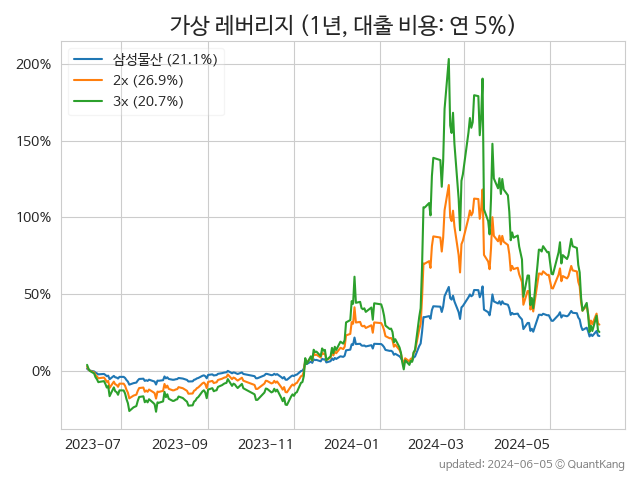 가상 레버리지 (1년, 대출 비용: 연 5%)
삼성물산 (21.1%)
2x (26.9%)
3x (20.7%)
200%
150%
100%
50%
0%
2023-07 2023-09 2023-11 2024-01 2024-03 2024-05
updated: 2024-06-05 ⓒ QuantKang